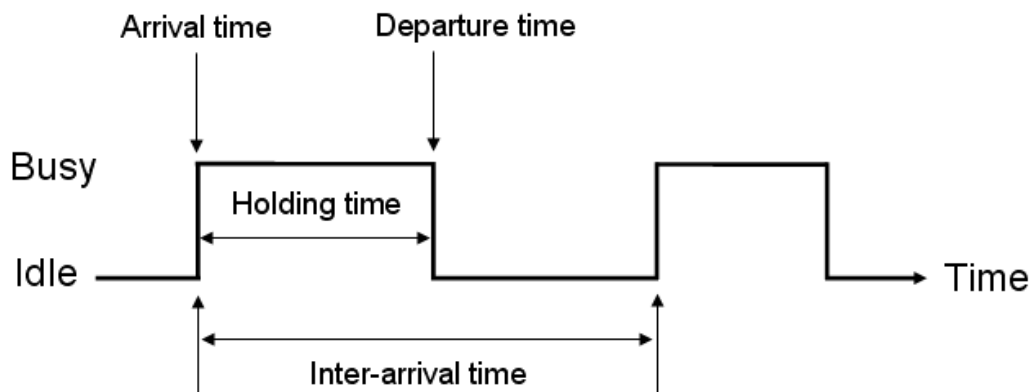 Arrival time
Departure time
Busy
Holding time
Idle
Time
Inter-arrival time